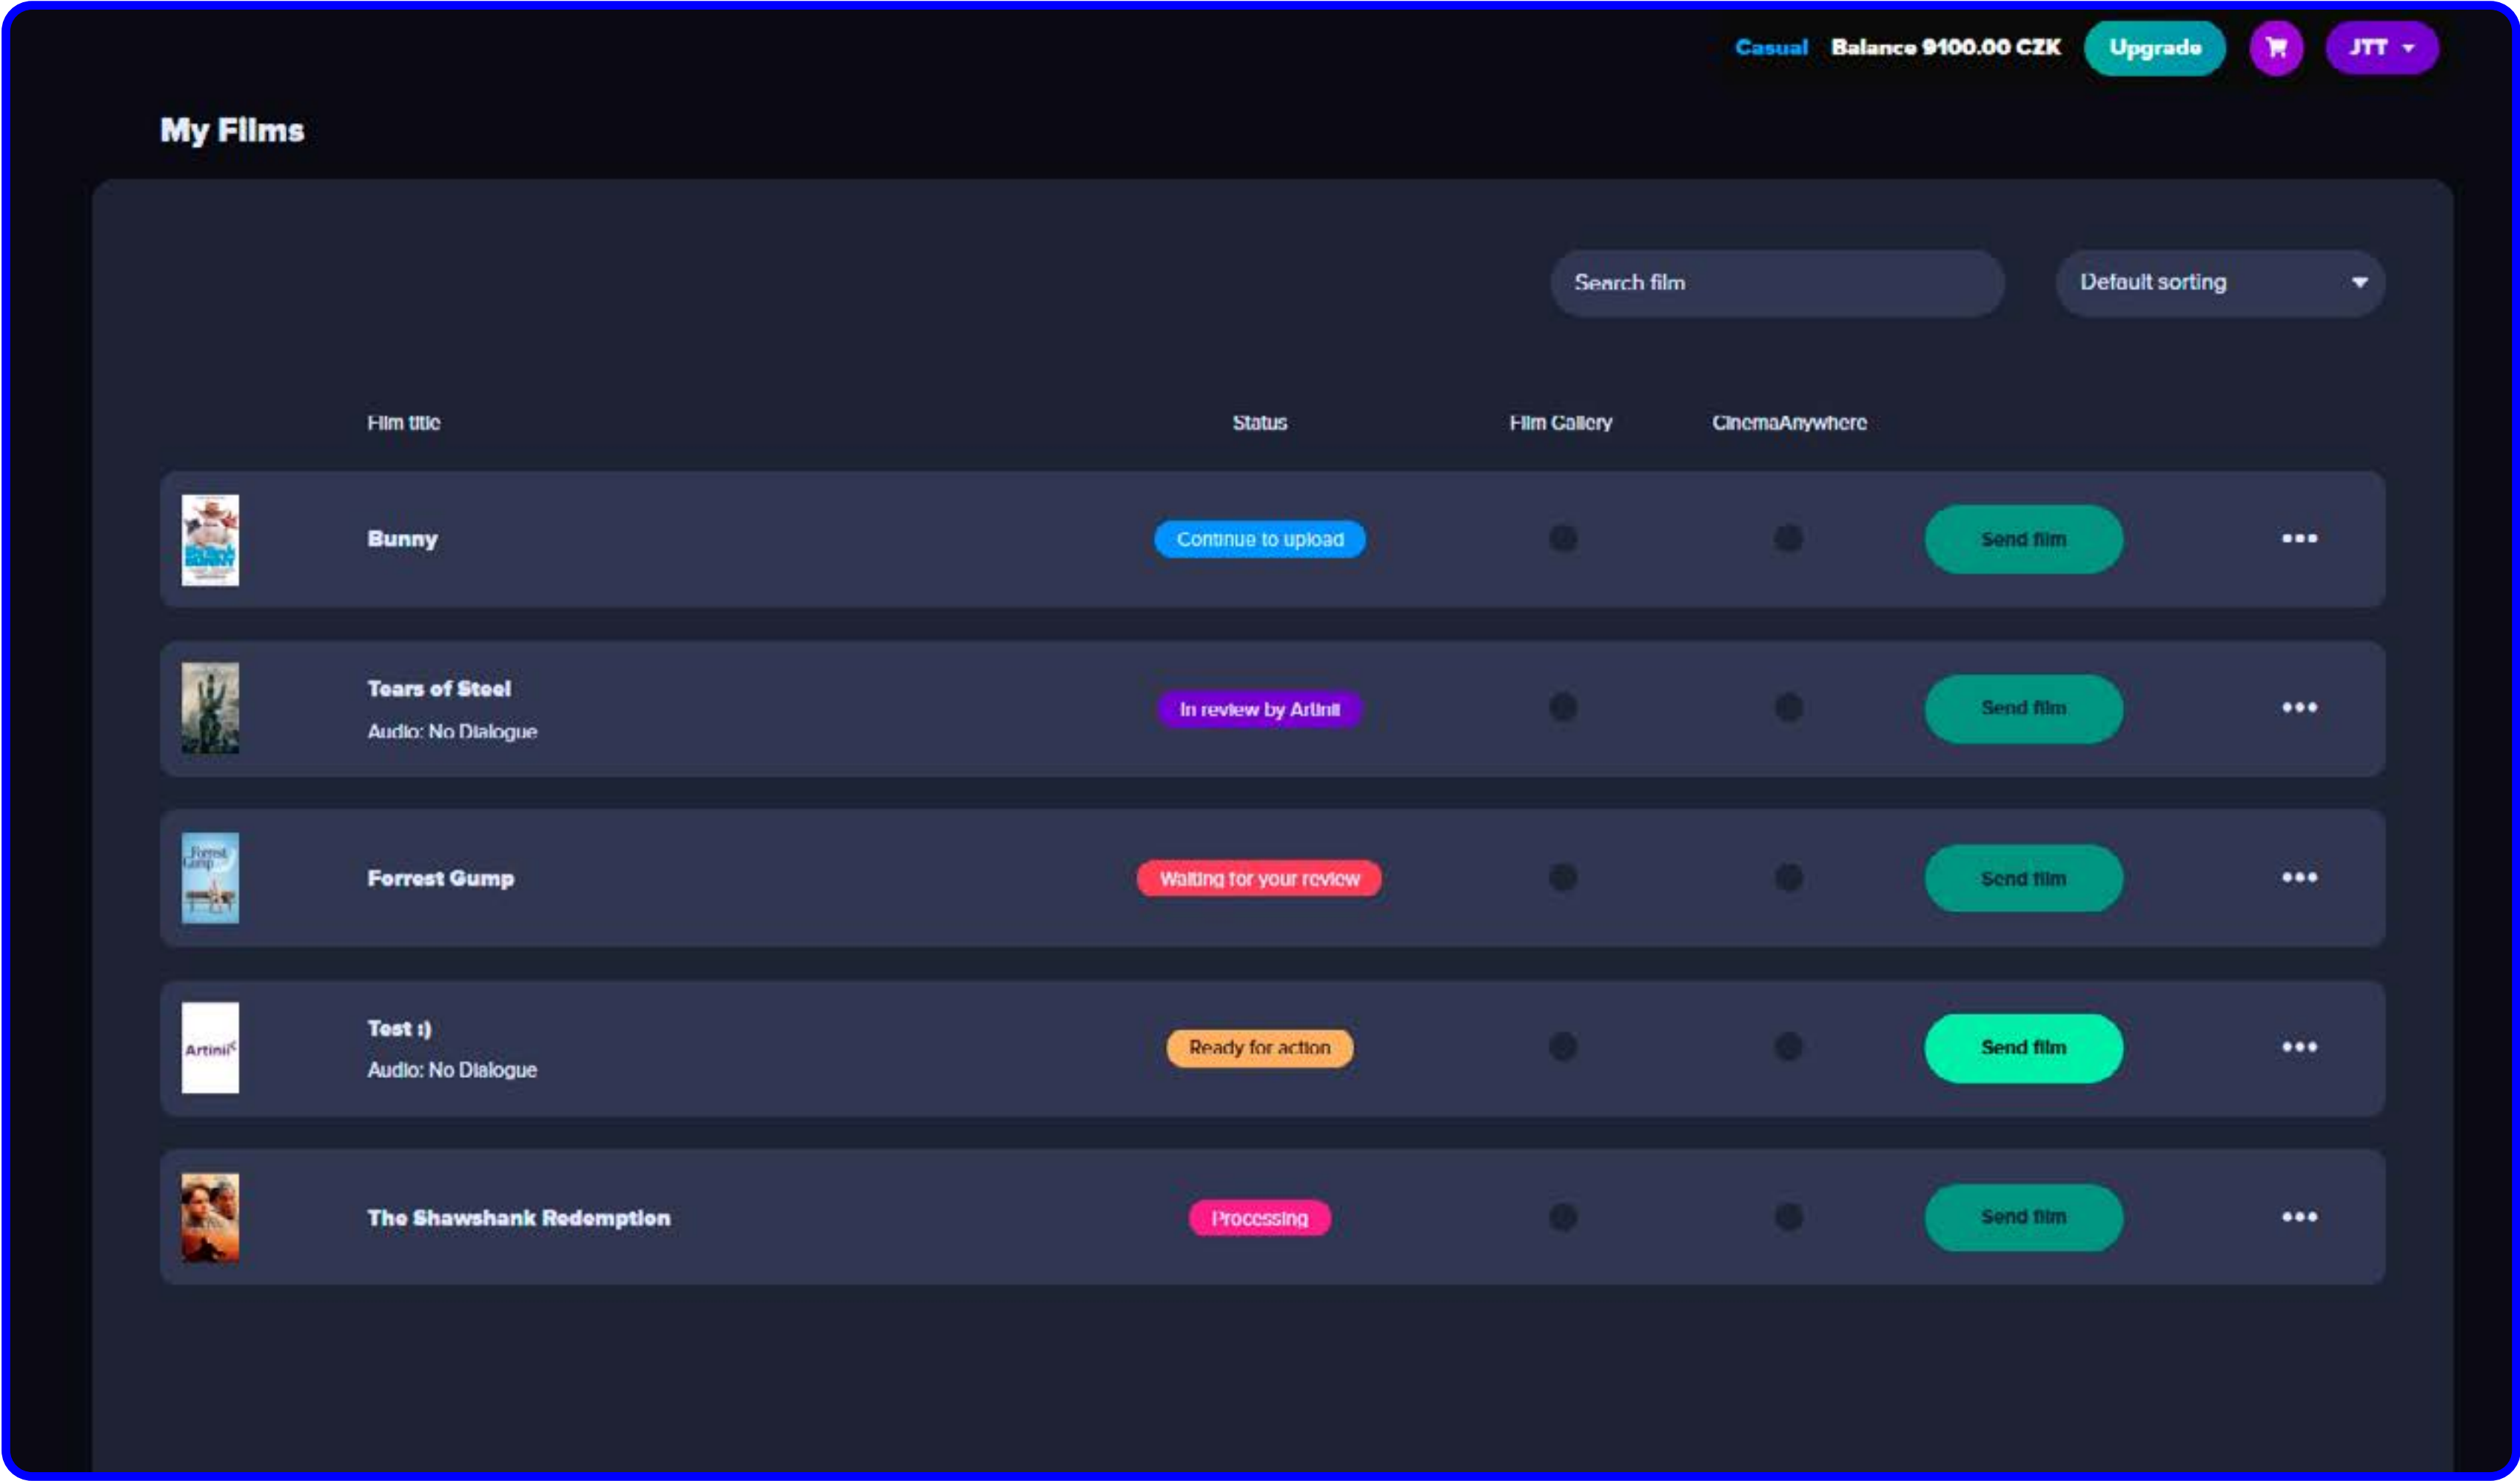 Casual Balance 9100.00 CZK Upgrade JTT
My Films
Search film Default sorting
Film title Status Film Gallery CinemaAnywhere
Bunny Continue to upload Send film
Tears of Steel
Audio: No Dialogue
In review by Artinii Send film
Forrest Gump
Forrest Gump Waiting for your review Send film
Artinii
Test :)
Audio: No Dialogue
Ready for action Send film
The Shawshank Redemption Processing Send film